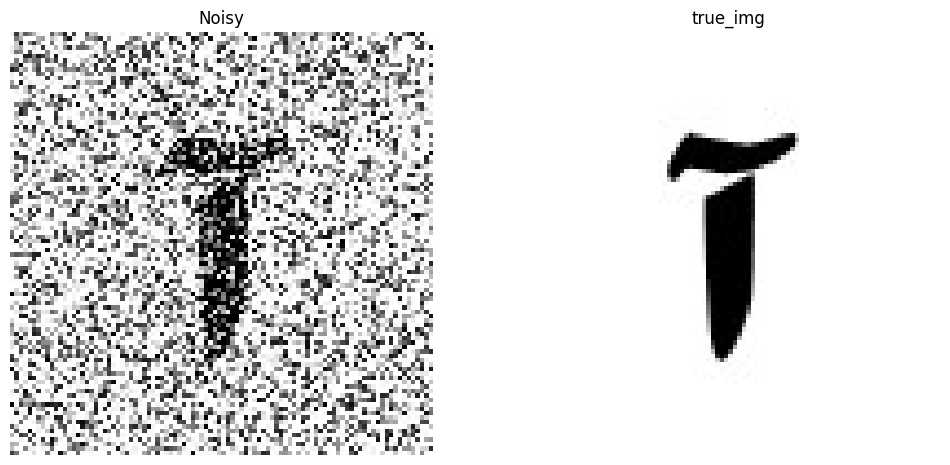 Noisy true_img
آ آ